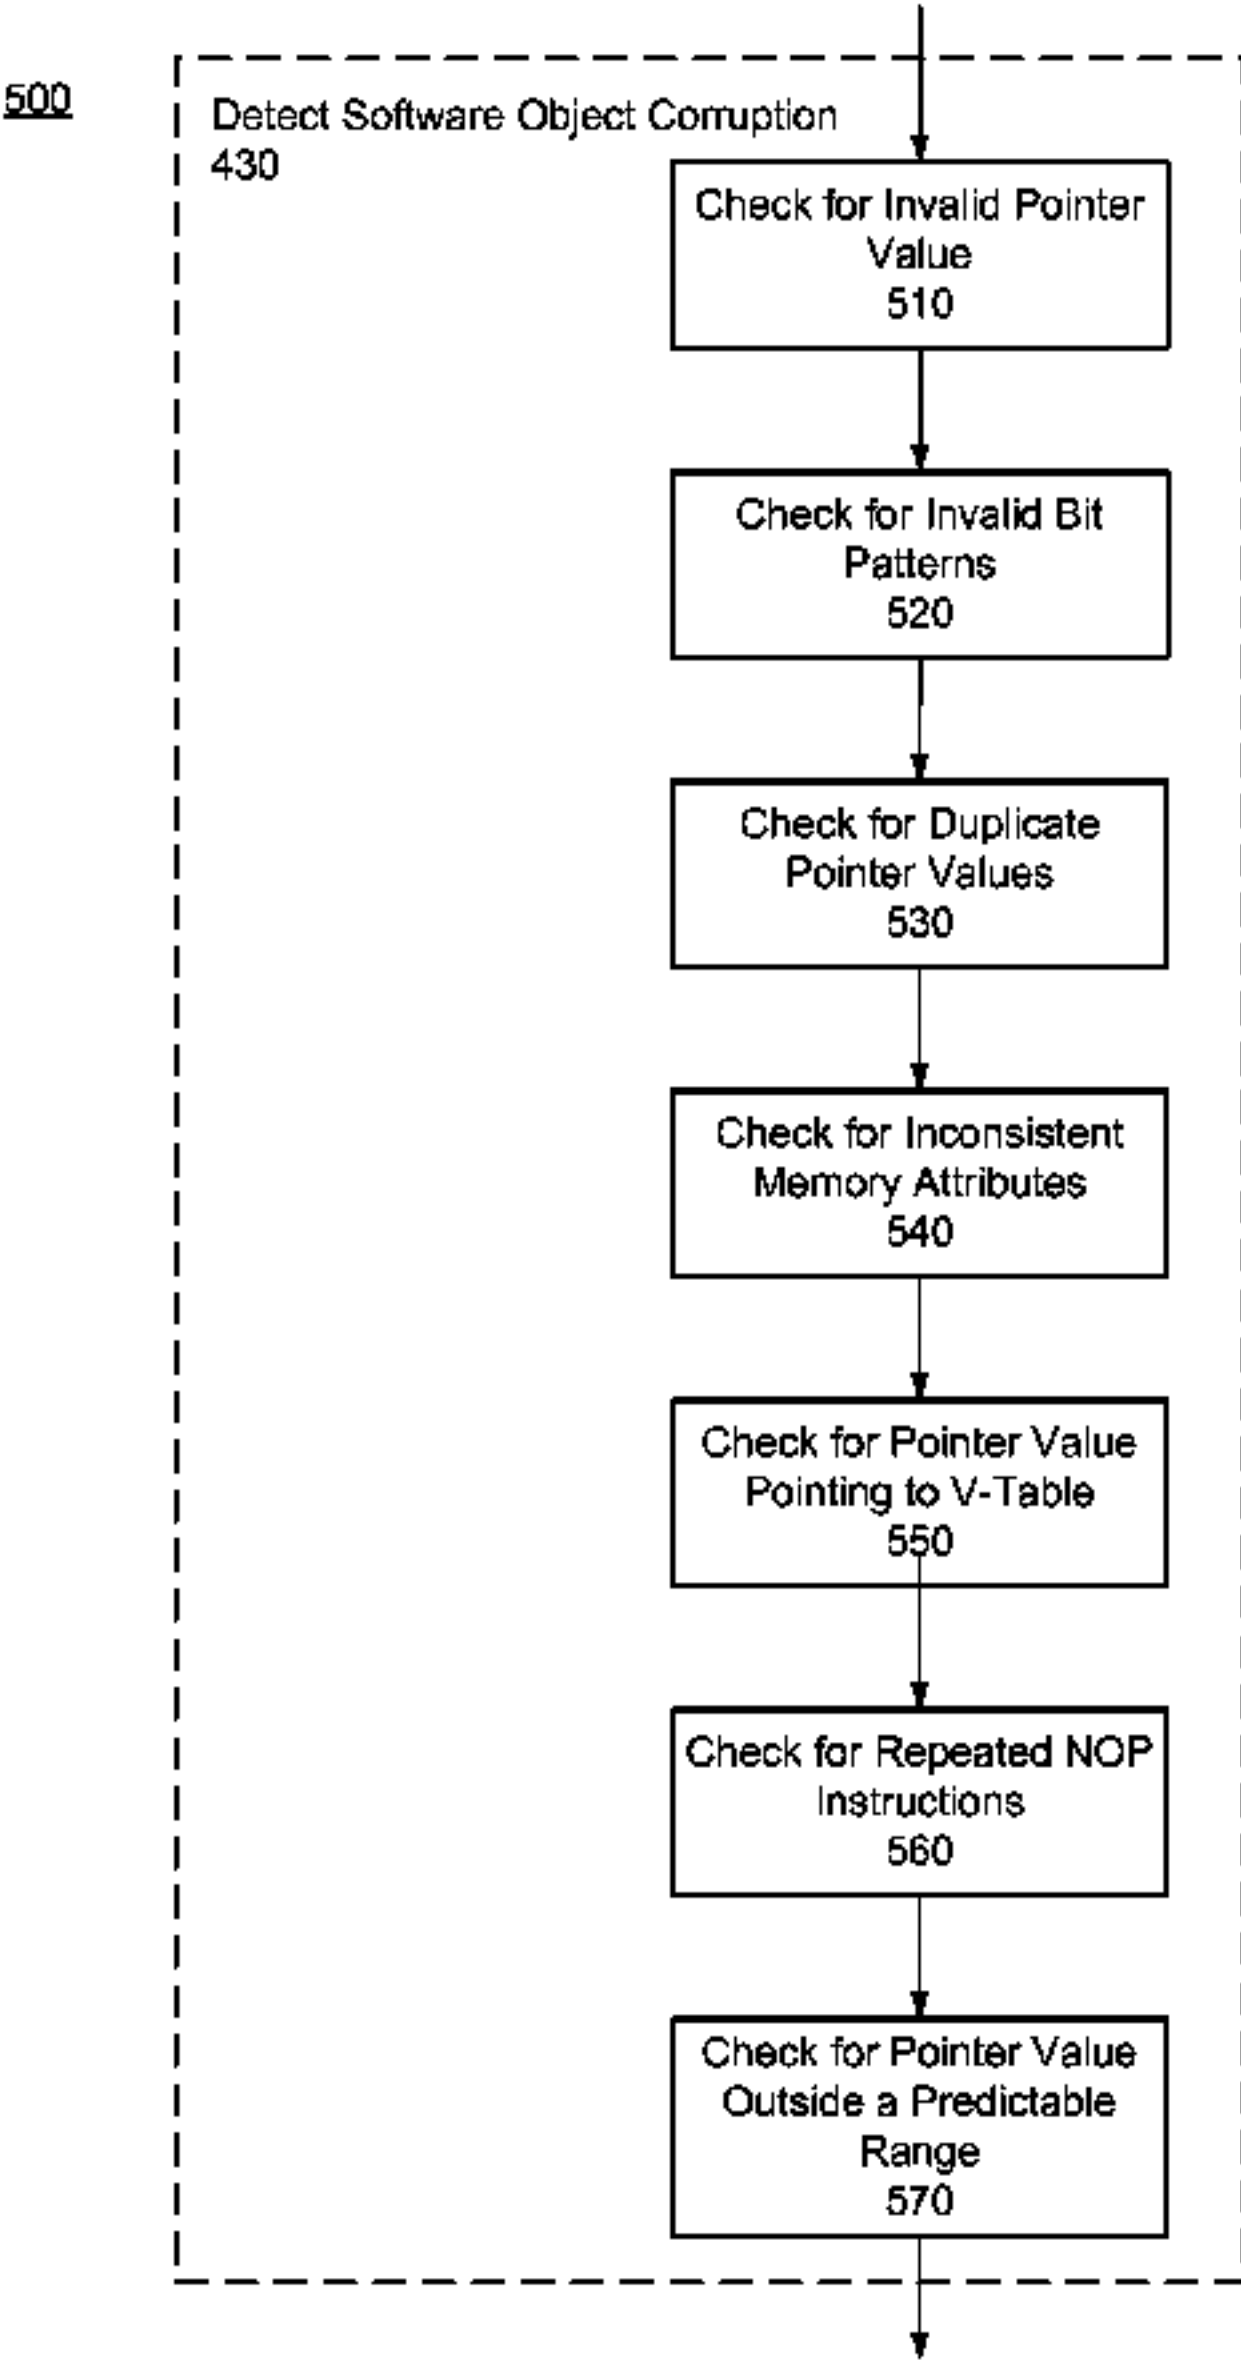 500
Detect Software Object Corruption
430
Check for Invalid Pointer
Value
510
Check for Invalid Bit
Patterns
520
Check for Duplicate
Pointer Values
530
Check for Inconsistent
Memory Attributes
540
Check for Pointer Value
Pointing to V-Table
550
Check for Repeated NOP
Instructions
560
Check for Pointer Value
Outside a Predictable
Range
570